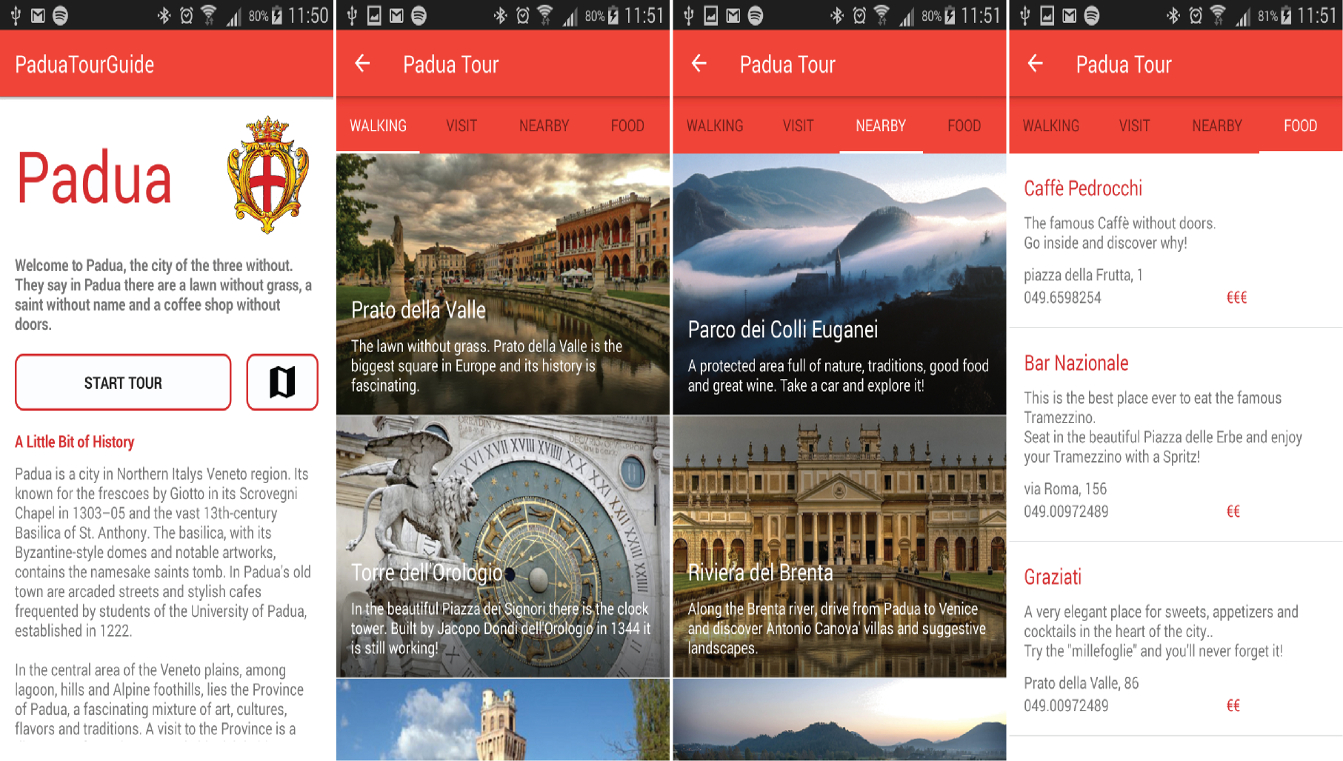 80% 11:50
PaduaTourGuide
Padua
Welcome to Padua, the city of the three without.
They say in Padua there are a lawn without grass, a
saint without name and a coffee shop without
doors.
START TOUR
A Little Bit of History
Padua is a city in Northern Italys Veneto region. Its
known for the frescoes by Giotto in its Scrovegni
Chapel in 1303–05 and the vast 13th-century
Basilica of St. Anthony. The basilica, with its
Byzantine-style domes and notable artworks,
contains the namesake saints tomb. In Padua's old
town are arcaded streets and stylish cafes
frequented by students of the University of Padua,
established in 1222.
In the central area of the Veneto plains, among
lagoon, hills and Alpine foothills, lies the Province
of Padua, a fascinating mixture of art, cultures,
flavors and traditions. A visit to the Province is a
80% 11:51
Padua Tour
WALKING VISIT NEARBY FOOD
Prato della Valle
The lawn without grass. Prato della Valle is the
biggest square in Europe and its history is
fascinating.
Torre dell'Orologio
In the beautiful Piazza dei Signori there is the clock
tower. Built by Jacopo Dondi dell'Orologio in 1344 it
is still working!
80% 11:51
Padua Tour
WALKING VISIT NEARBY FOOD
Parco dei Colli Euganei
A protected area full of nature, traditions, good food
and great wine. Take a car and explore it!
Riviera del Brenta
Along the Brenta river, drive from Padua to Venice
and discover Antonio Canova' villas and suggestive
landscapes.
81% 11:51
Padua Tour
WALKING VISIT NEARBY FOOD
Caffè Pedrocchi
The famous Caffè without doors.
Go inside and discover why!
piazza della Frutta, 1
049.6598254 €€€
Bar Nazionale
This is the best place ever to eat the famous
Tramezzino.
Seat in the beautiful Piazza delle Erbe and enjoy
your Tramezzino with a Spritz!
via Roma, 156
049.00972489 €€
Graziati
A very elegant place for sweets, appetizers and
cocktails in the heart of the city..
Try the "millefoglie" and you'll never forget it!
Prato della Valle, 86
049.00972489 €€